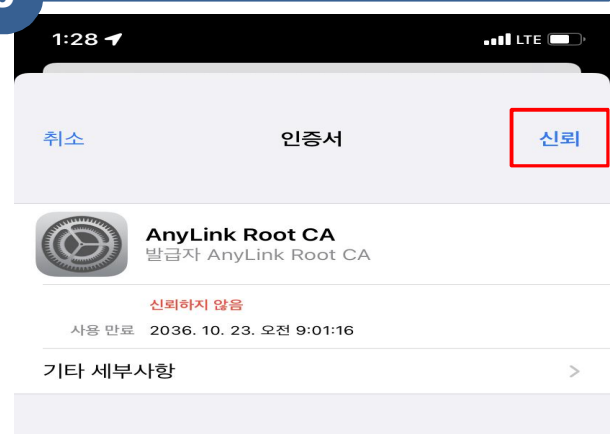 1:28
LTE
취소 인증서 신뢰
AnyLink Root CA
발급자 AnyLink Root CA
신뢰하지 않음
사용 만료 2036. 10. 23. 오전 9:01:16
기타 세부사항